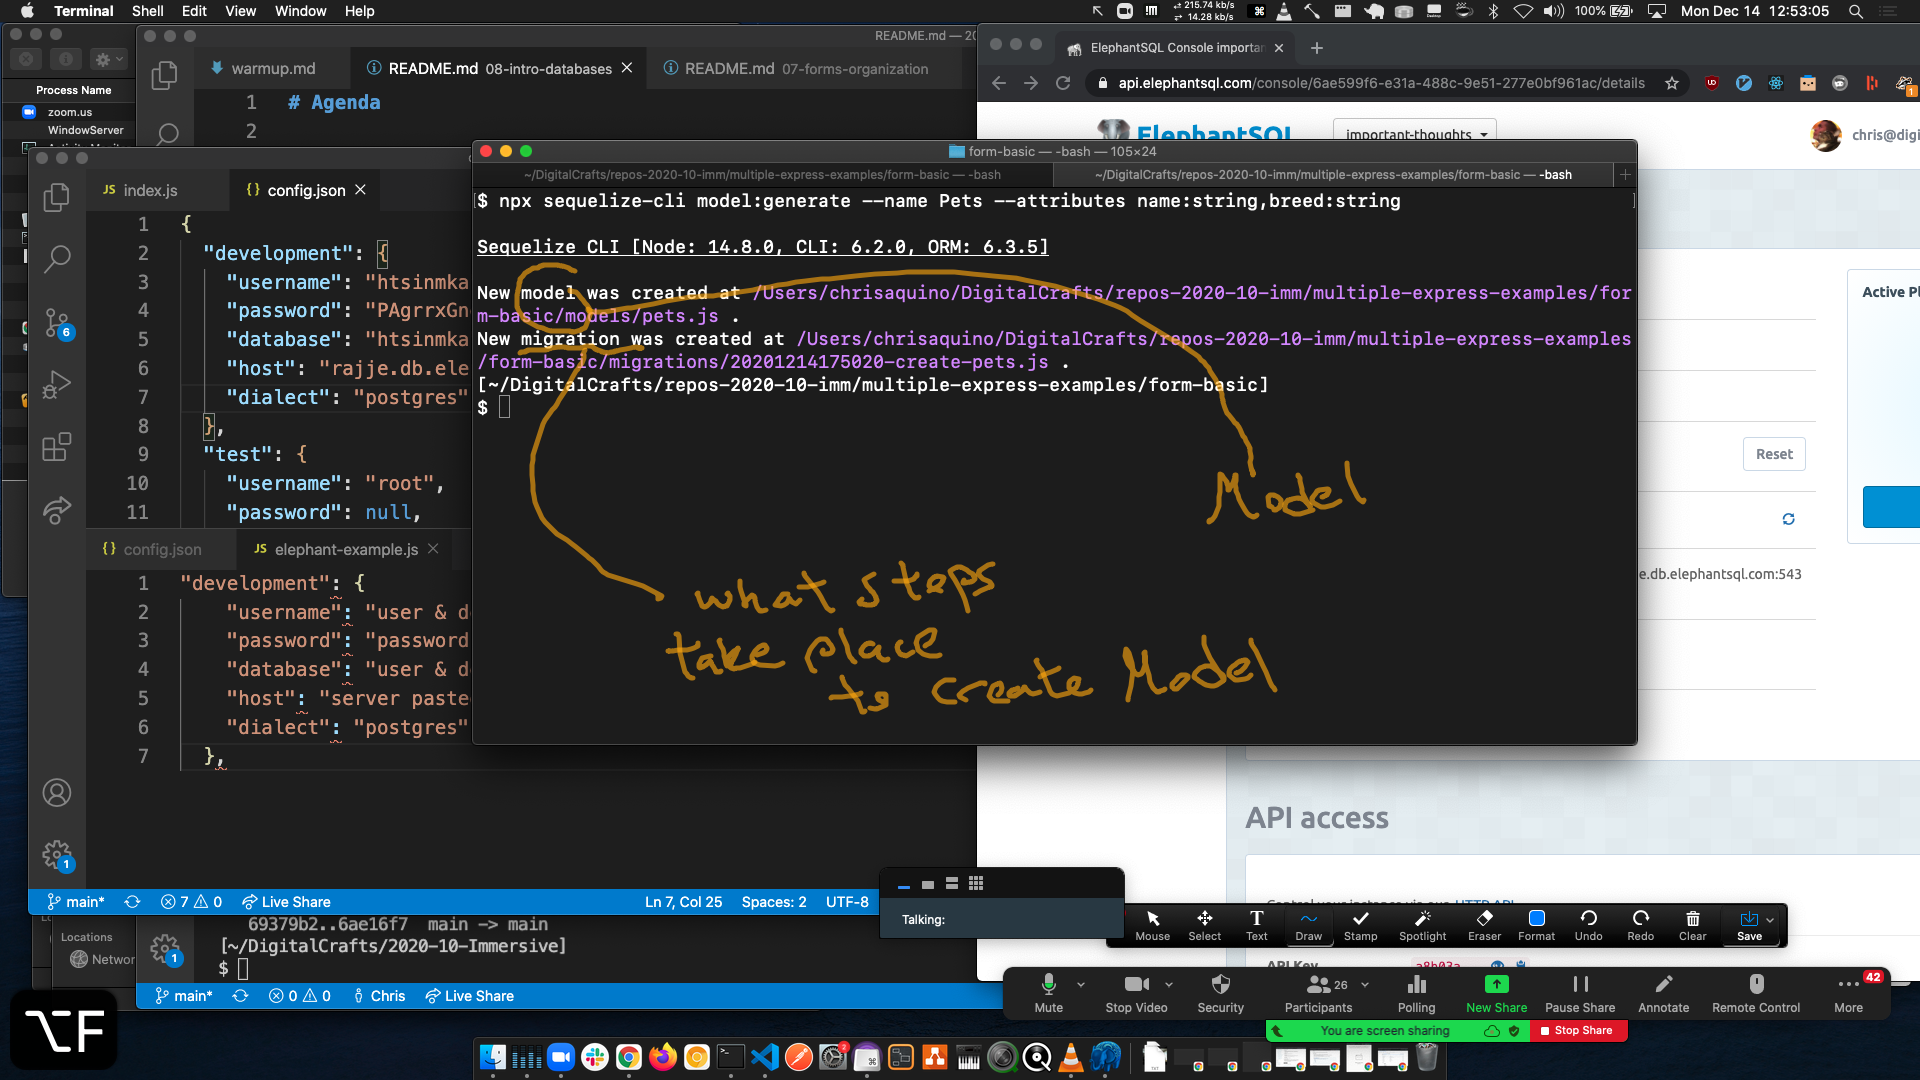 Terminal Shell Edit View Window Help
215.74 kb/s
14.28 kb/s
100%
Mon Dec 14 12:53:05
Process Name
zoom.us
WindowServer
README.md — 20
warmup.md
README.md 08-intro-databases
README.md 07-forms-organization
1 # Agenda
2
ElephantSQL Console importan
api.elephantsql.com/console/6ae599f6-e31a-488c-9e51-277e0bf961ac/details
ElephantSQL
important-thoughts
chris@digi
index.js
config.json
1 {
2 "development": {
3 "username": "htsinmka
4 "password": "PAgrrxGn
5 "database": "htsinmka
6 "host": "rajje.db.ele
7 "dialect": "postgres"
8 },
9 "test": {
10 "username": "root",
11 "password": null,
config.json
elephant-example.js
1 "development": {
2 "username": "user & d
3 "password": "password
4 "database": "user & d
5 "host": "server paste
6 "dialect": "postgres"
7 },
6
1
form-basic — -bash — 105×24
~/DigitalCrafts/repos-2020-10-imm/multiple-express-examples/form-basic — -bash
~/DigitalCrafts/repos-2020-10-imm/multiple-express-examples/form-basic — -bash
$ npx sequelize-cli model:generate --name Pets --attributes name:string,breed:string
Sequelize CLI [Node: 14.8.0, CLI: 6.2.0, ORM: 6.3.5]
New model was created at /Users/chrisaquino/DigitalCrafts/repos-2020-10-imm/multiple-express-examples/for
m-basic/models/pets.js .
New migration was created at /Users/chrisaquino/DigitalCrafts/repos-2020-10-imm/multiple-express-examples
/form-basic/migrations/20201214175020-create-pets.js .
[~/DigitalCrafts/repos-2020-10-imm/multiple-express-examples/form-basic]
$
Model
what steps
take place
to create Model
Active Pl
Reset
e.db.elephantsql.com:543
API access
HTTP API
API Key
a8b03a
main*
7 0
Live Share
Ln 7, Col 25
Spaces: 2
UTF-8
Talking:
Locations
Networ
69379b2..6ae16f7 main -> main
[~/DigitalCrafts/2020-10-Immersive]
$
1
main*
0 0
Chris
Live Share
Mouse
Select
Text
Draw
Stamp
Spotlight
Eraser
Format
Undo
Redo
Clear
Save
Mute
Stop Video
Security
26
Participants
Polling
New Share
Pause Share
Annotate
Remote Control
42
More
You are screen sharing
Stop Share
⌥F
2